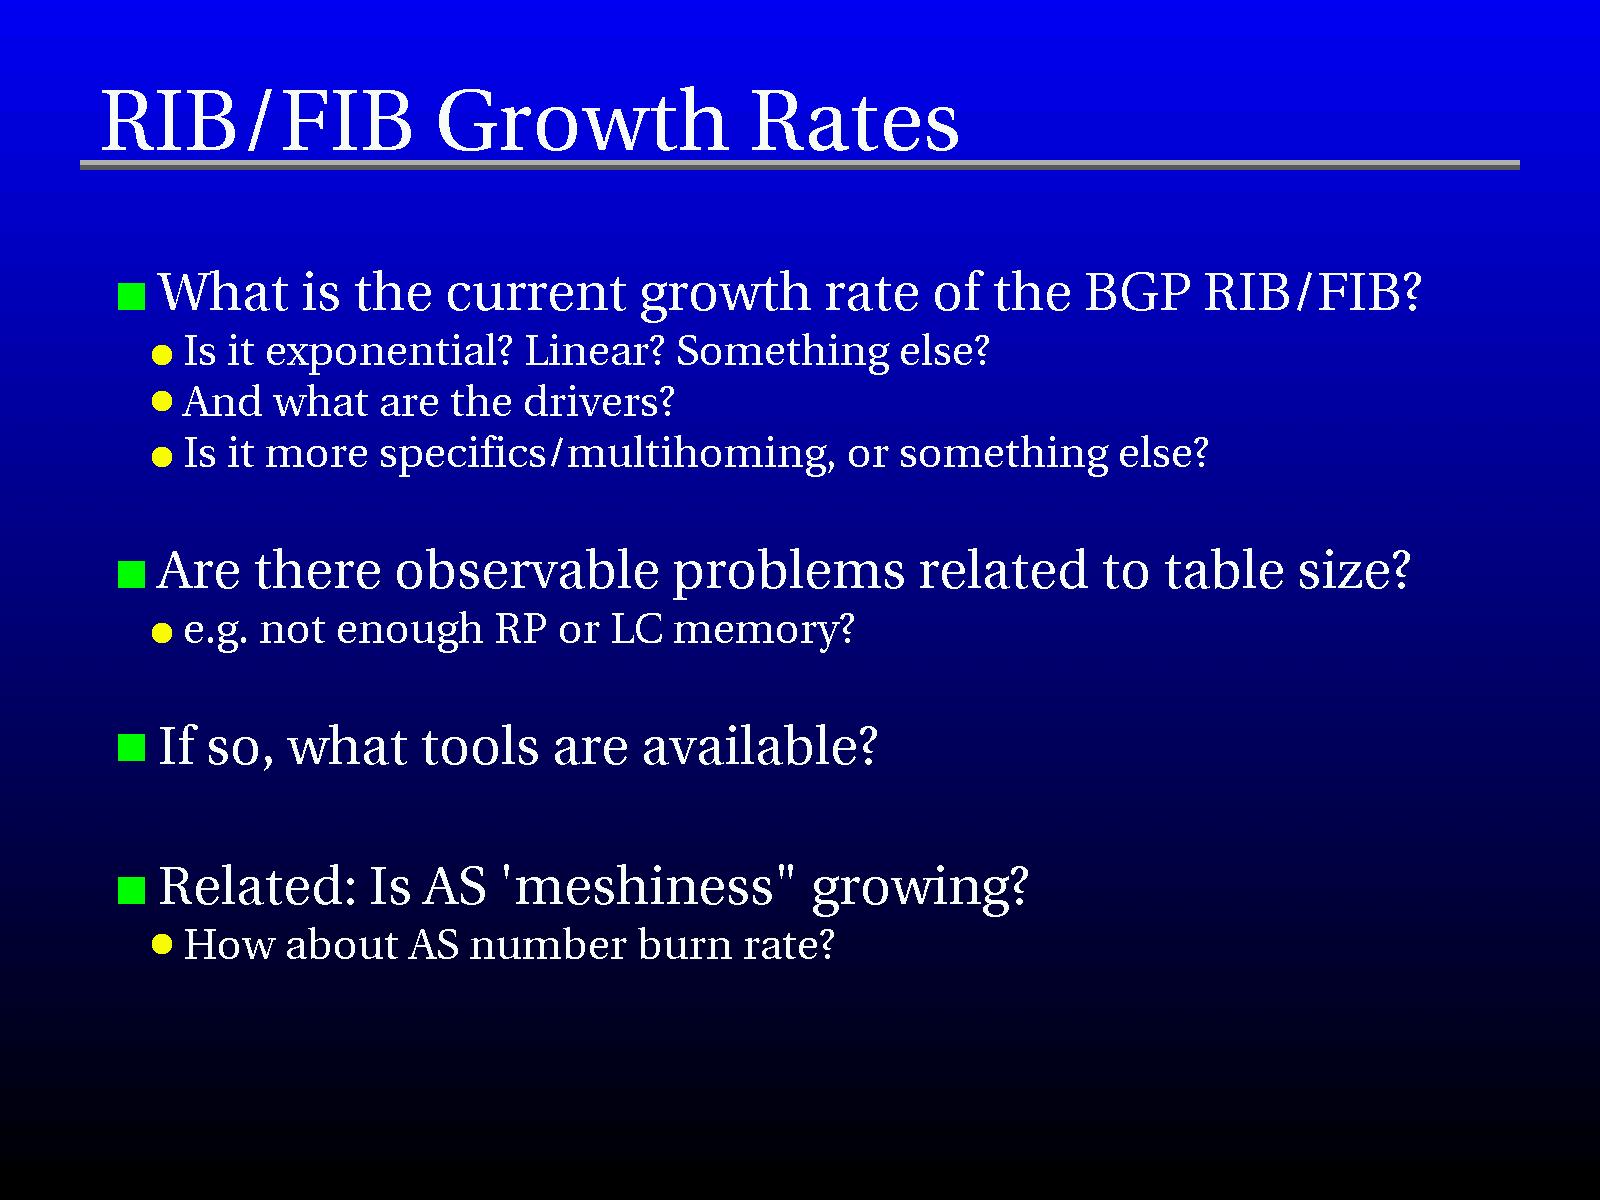 RIB/FIB Growth Rates
What is the current growth rate of the BGP RIB/FIB?
Is it exponential? Linear? Something else?
And what are the drivers?
Is it more specifics/multihoming, or something else?
Are there observable problems related to table size?
e.g. not enough RP or LC memory?
If so, what tools are available?
Related: Is AS 'meshiness" growing?
How about AS number burn rate?